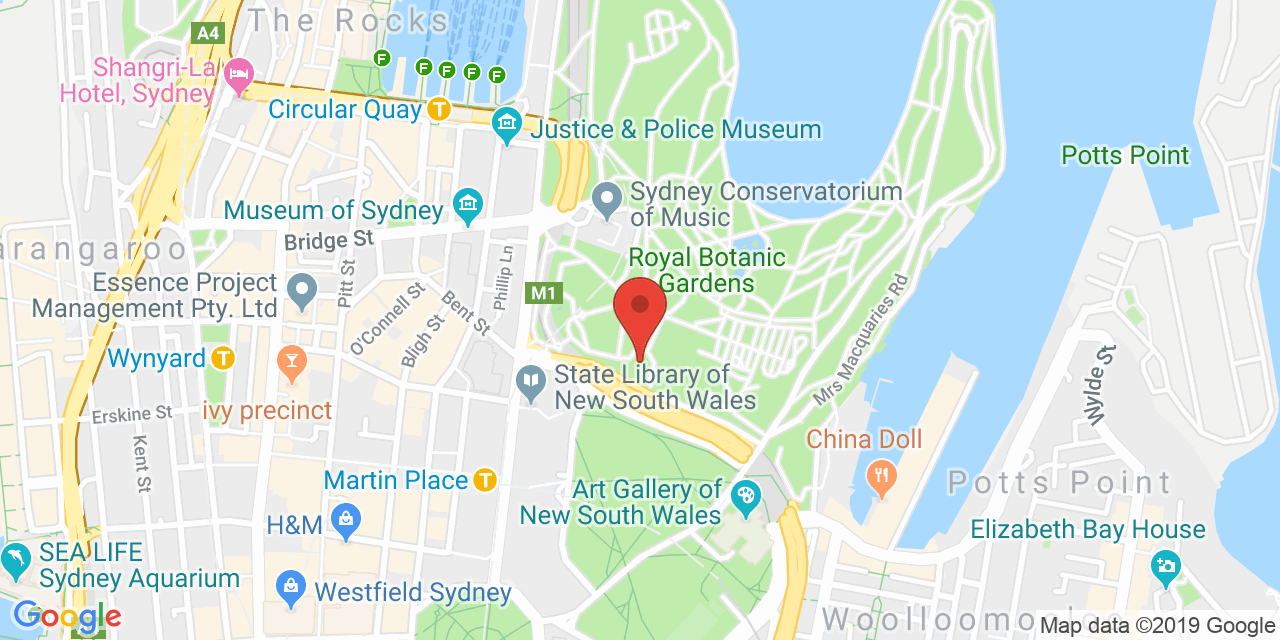 The Rocks
A4
Shangri-La
Hotel, Sydney
F
F
F
F
F
Circular Quay
T
Justice & Police Museum
Potts Point
Sydney Conservatorium
of Music
Museum of Sydney
Bridge St
arangaroo
Royal Botanic
Gardens
Essence Project
Management Pty. Ltd
Pitt St
Phillip Ln
M1
O'Connell St
Bent St
Bligh St
Mrs Macquaries Rd
Wynyard
T
State Library of
New South Wales
Wylde St
ivy precinct
Erskine St
Kent St
China Doll
Martin Place
T
Potts Point
Art Gallery of
New South Wales
H&M
Elizabeth Bay House
SEA LIFE
Sydney Aquarium
Westfield Sydney
Google
Woolloom
Map data ©2019 Google